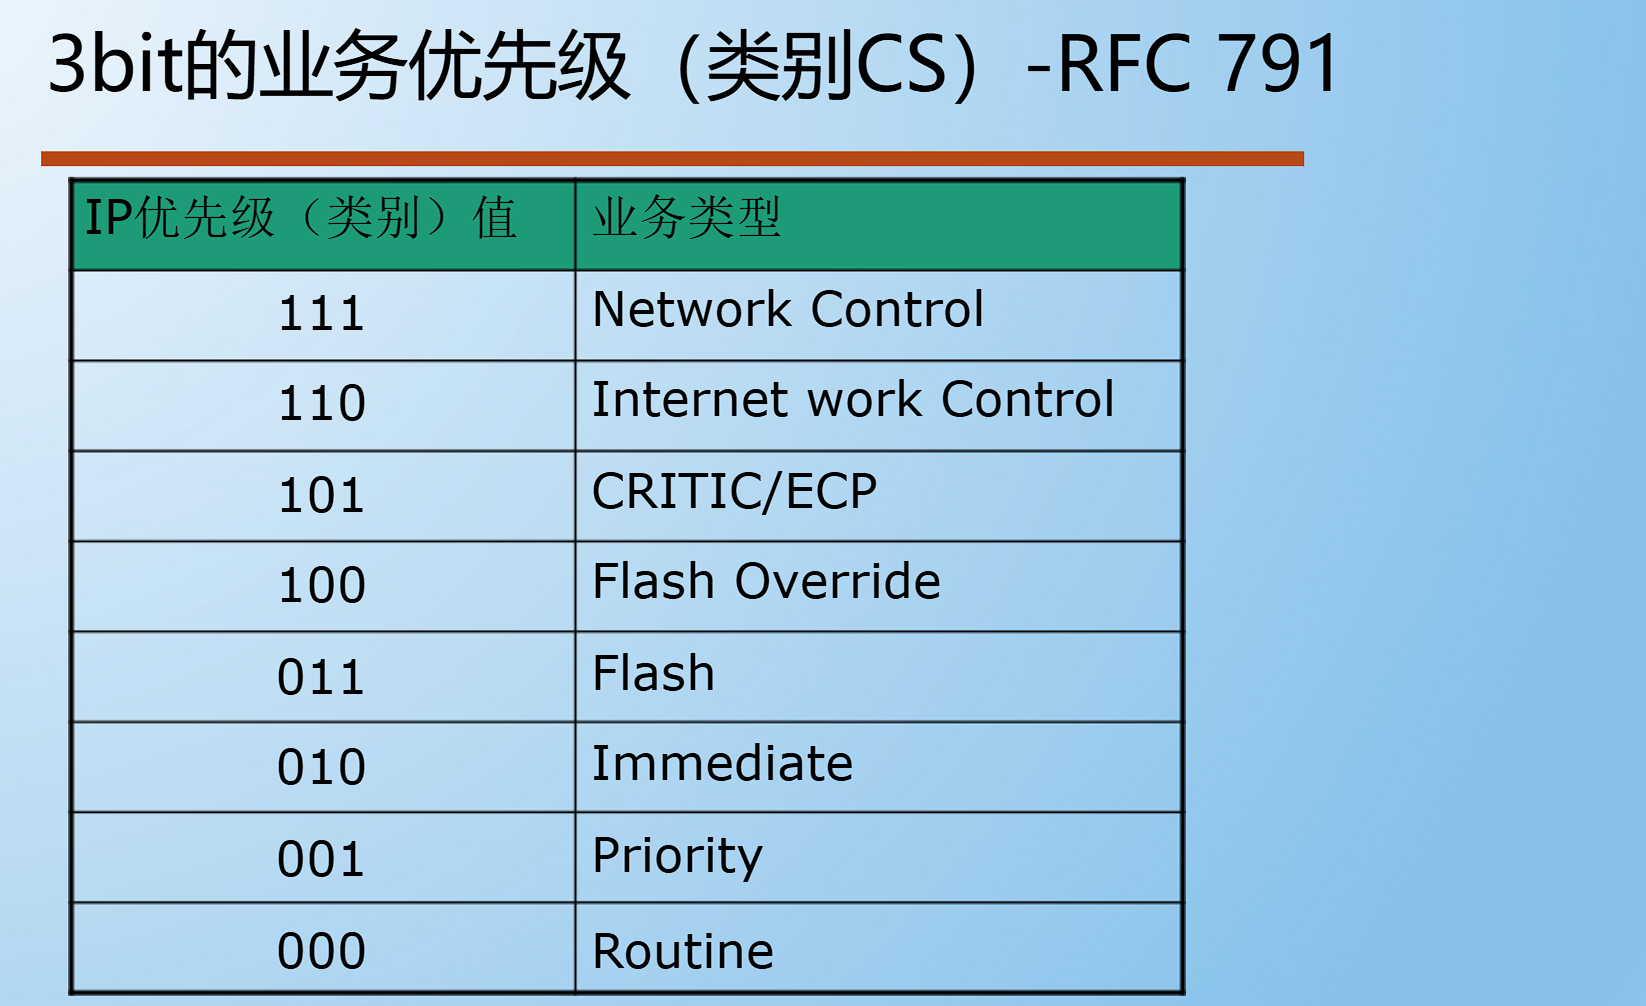 3bit的业务优先级（类别CS）-RFC 791
IP优先级（类别）值 业务类型
111 Network Control
110 Internet work Control
101 CRITIC/ECP
100 Flash Override
011 Flash
010 Immediate
001 Priority
000 Routine